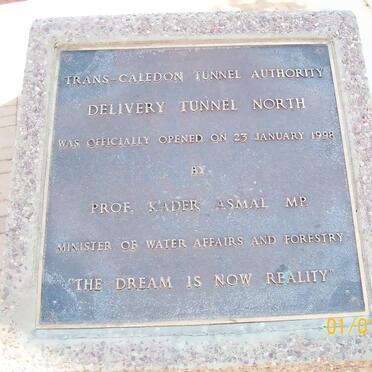 TRANS-CALEDON TUNNEL AUTHORITY
DELIVERY TUNNEL NORTH
WAS OFFICIALLY OPENED ON 23 JANUARY 1998
BY
PROF. KADER ASMAL MP
MINISTER OF WATER AFFAIRS AND FORESTRY
"THE DREAM IS NOW REALITY"
01/0